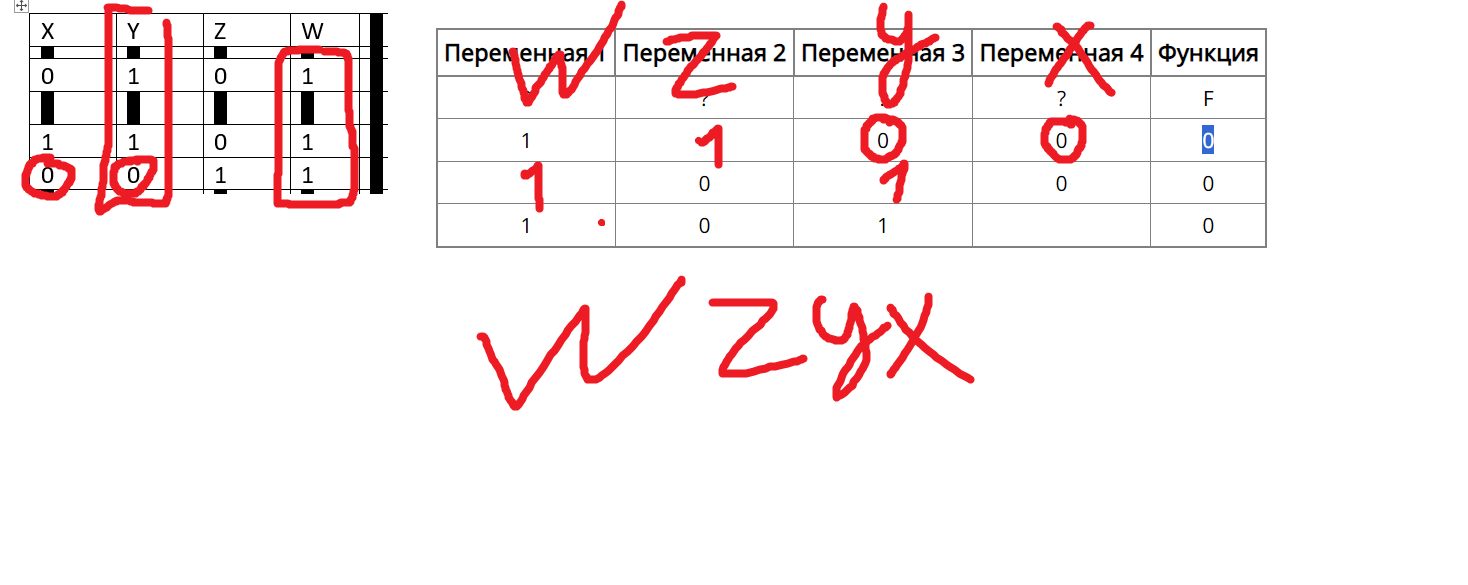 X Y Z W
0 1 0 1
1 1 0 1
0 0 1 1
Переменная 1 Переменная 2 Переменная 3 Переменная 4 Функция
w z y x
? ? F
1 1 0 0 0
1 0 1 0 0
1 0 1 0
w z y x